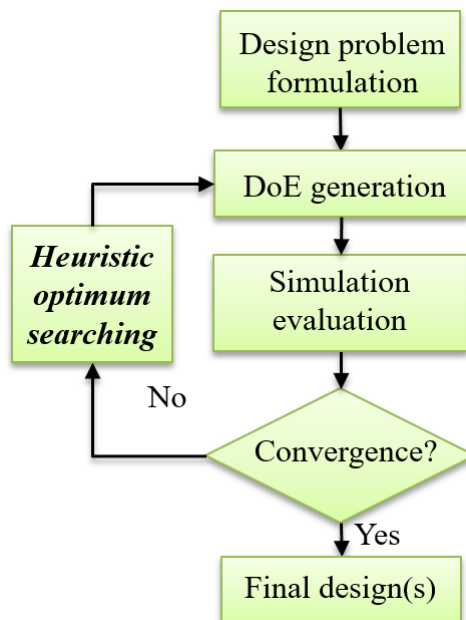 Design problem
formulation
DoE generation
Heuristic
optimum
searching
Simulation
evaluation
No
Convergence?
Yes
Final design(s)